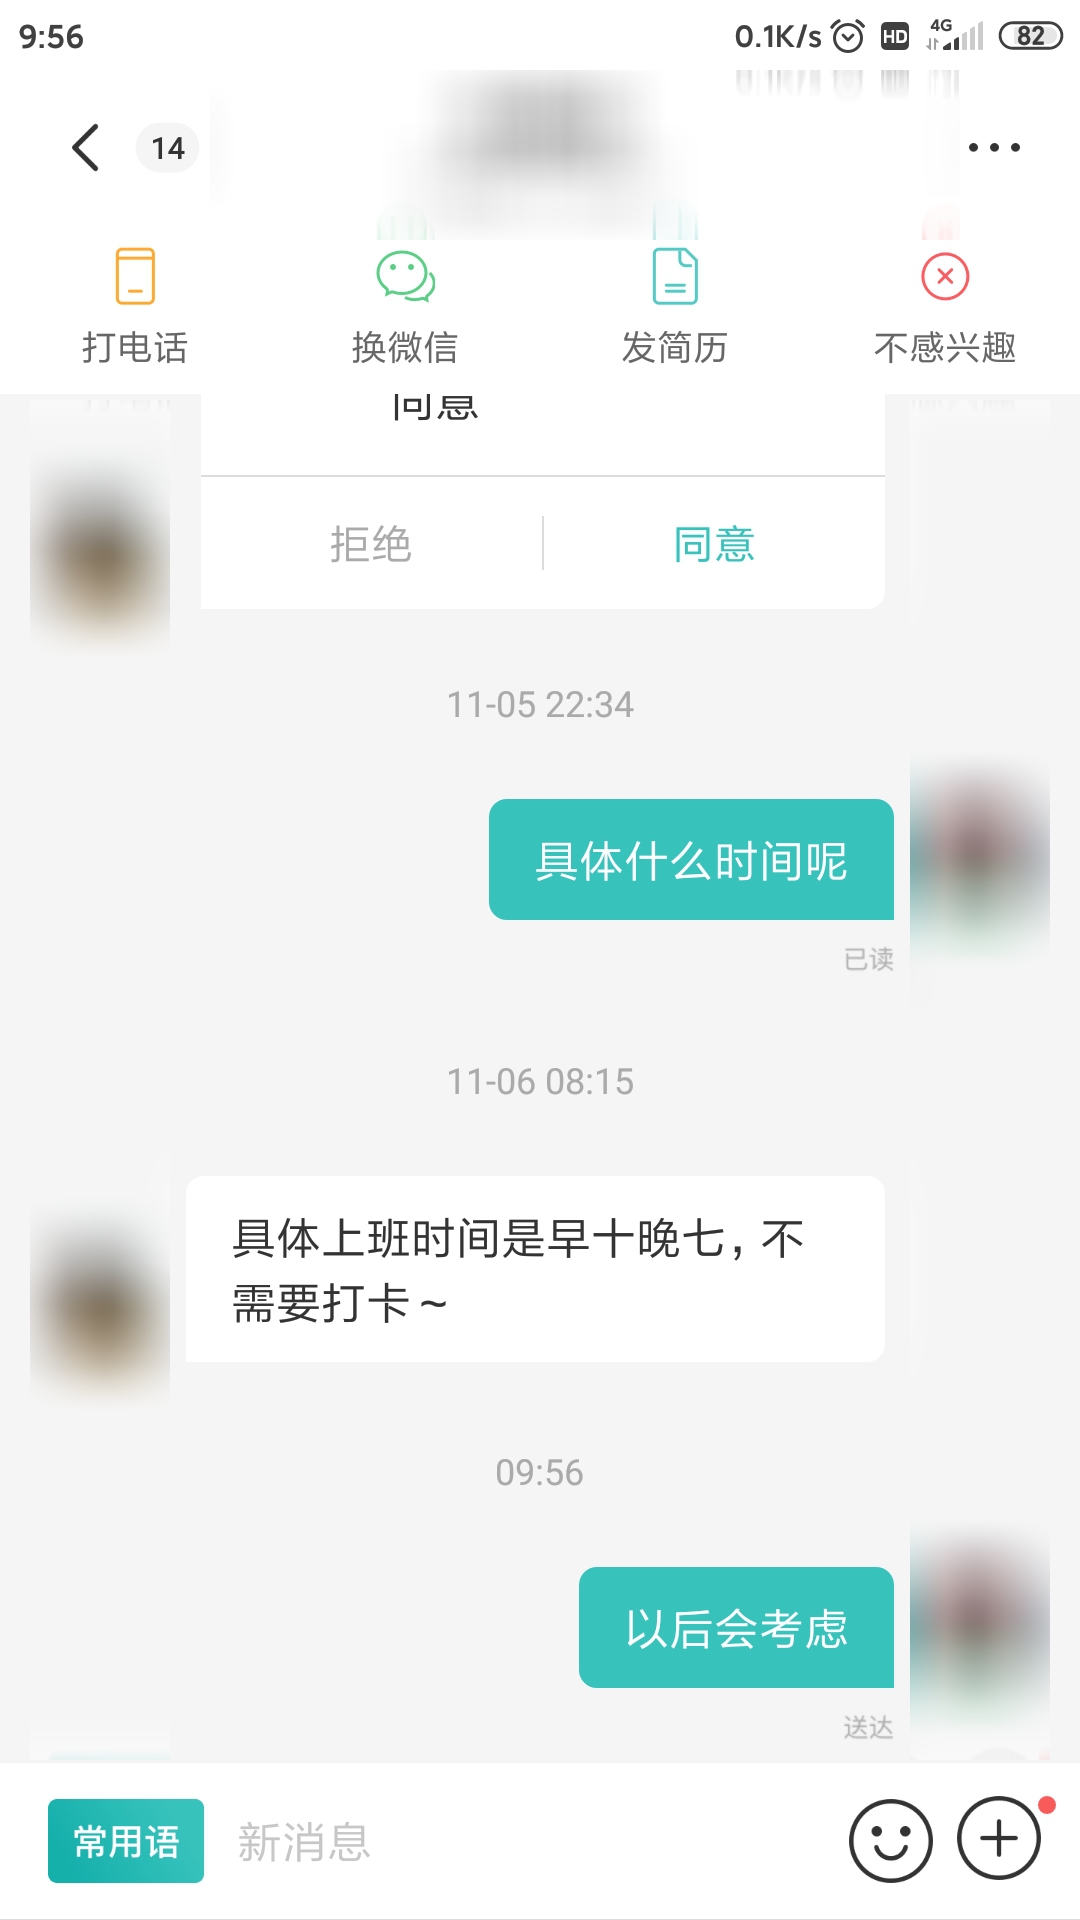 9:56
0.1K/s HD 4G 82
14
打电话 换微信 发简历 不感兴趣
同意
拒绝 同意
11-05 22:34
具体什么时间呢
已读
11-06 08:15
具体上班时间是早十晚七，不
需要打卡～
09:56
以后会考虑
送达
常用语 新消息